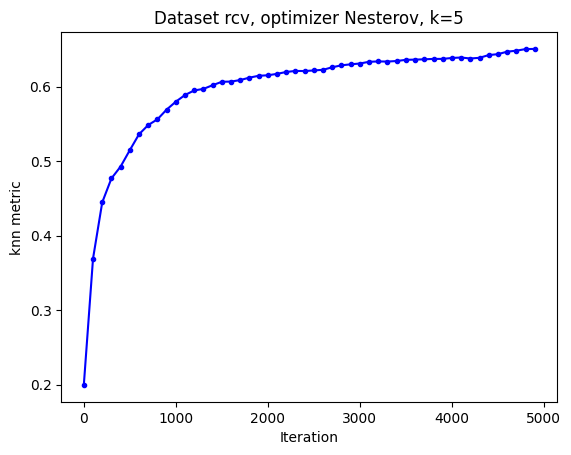 Dataset rcv, optimizer Nesterov, k=5
knn metric
0.6
0.5
0.4
0.3
0.2
0 1000 2000 3000 4000 5000
Iteration